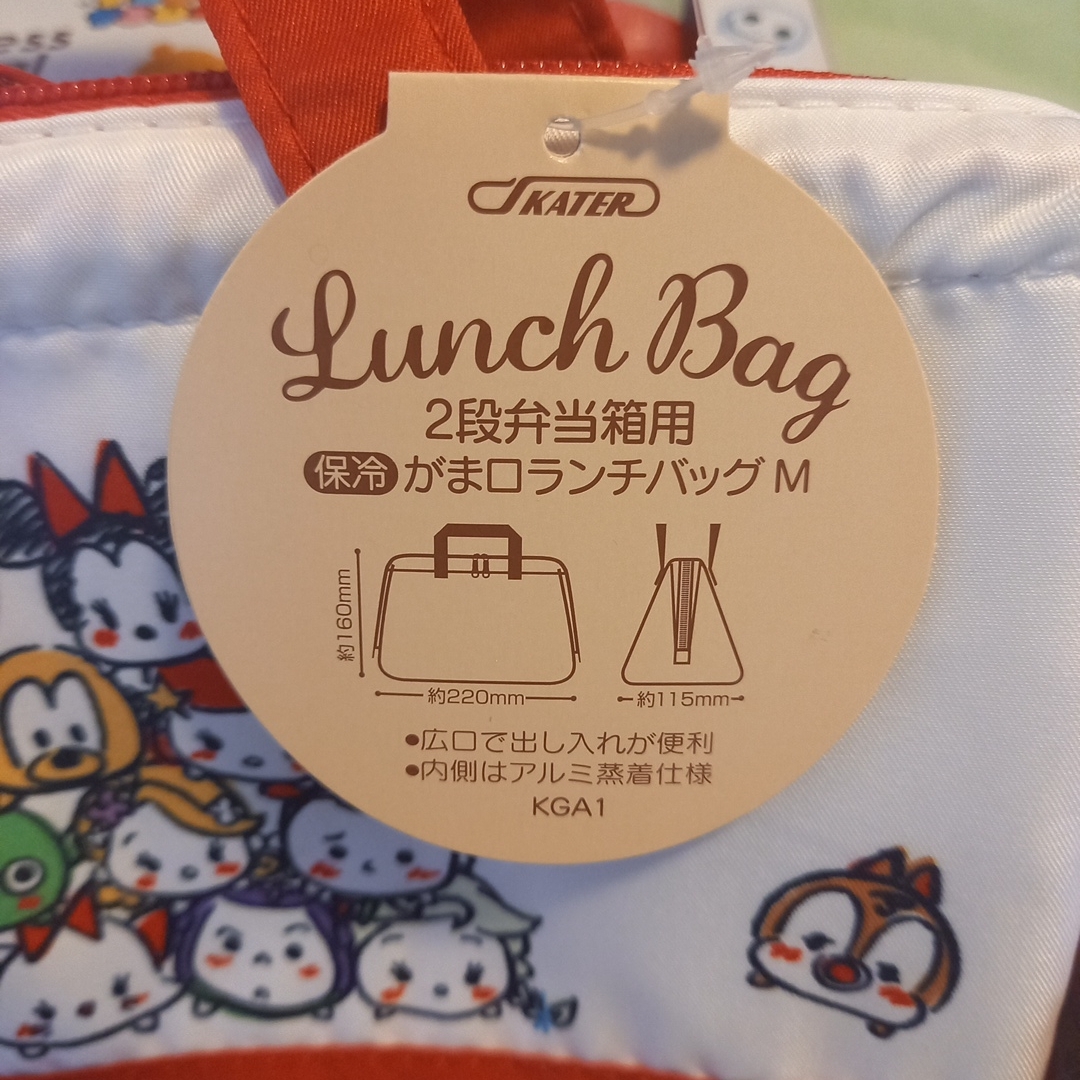 ess
SKATER
Lunch Bag
2段弁当箱用
保冷 がま口ランチバッグ M
約160mm
約220mm
約115mm
•広口で出し入れが便利
•内側はアルミ蒸着仕様
KGA1